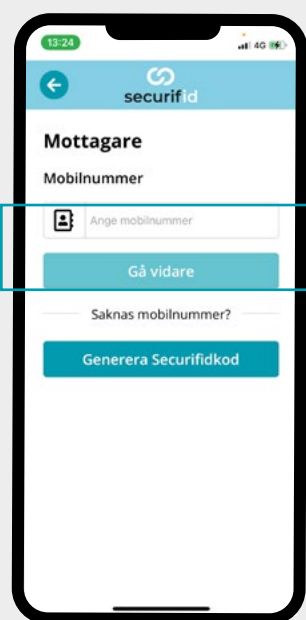 13:24
4G
securifid
Mottagare
Mobilnummer
Ange mobilnummer
Gå vidare
Saknas mobilnummer?
Generera Securifidkod